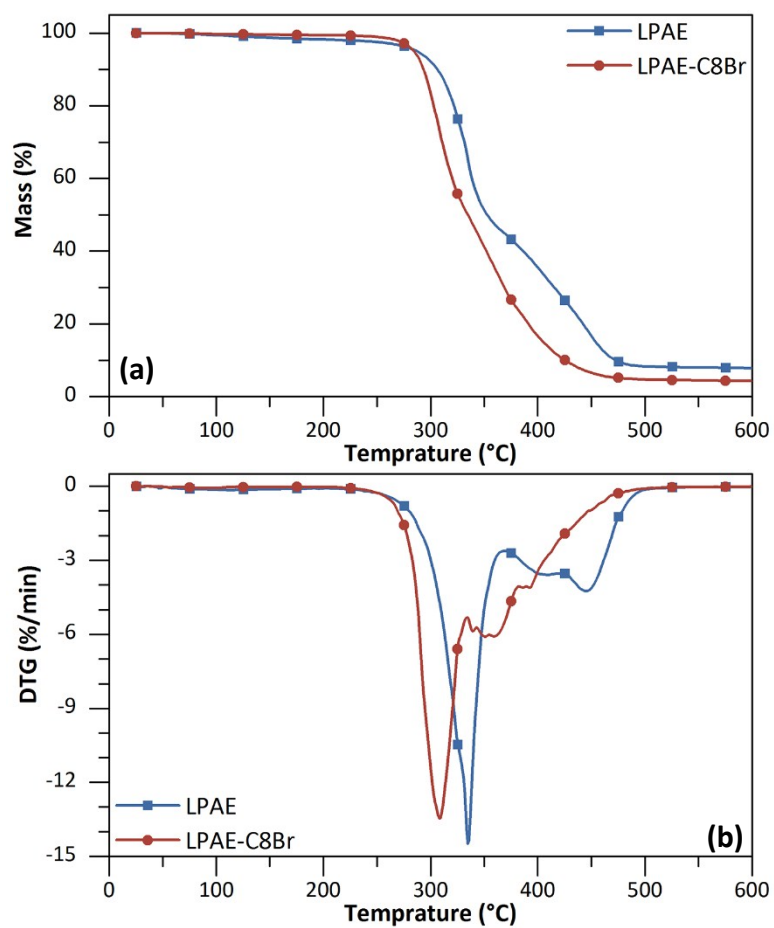 100
80
60
40
20
0
Mass (%)
LPAE
LPAE-C8Br
(a)
0 100 200 300 400 500 600
Temprature (°C)
0
-3
-6
-9
-12
-15
DTG (%/min)
LPAE
LPAE-C8Br
(b)
0 100 200 300 400 500 600
Temprature (°C)